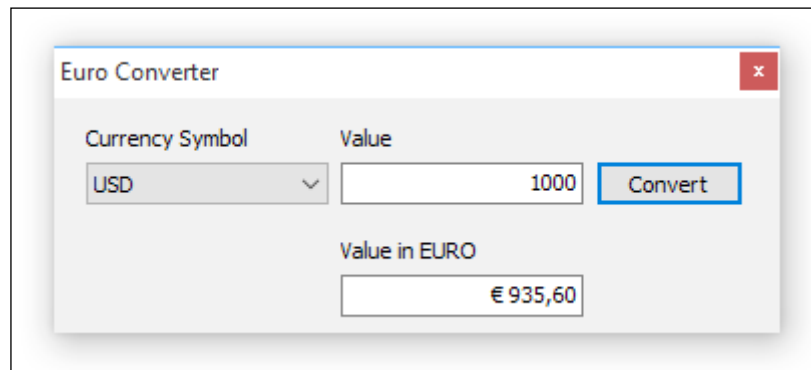 Euro Converter
x
Currency Symbol Value
USD 1000 Convert
Value in EURO
€ 935,60